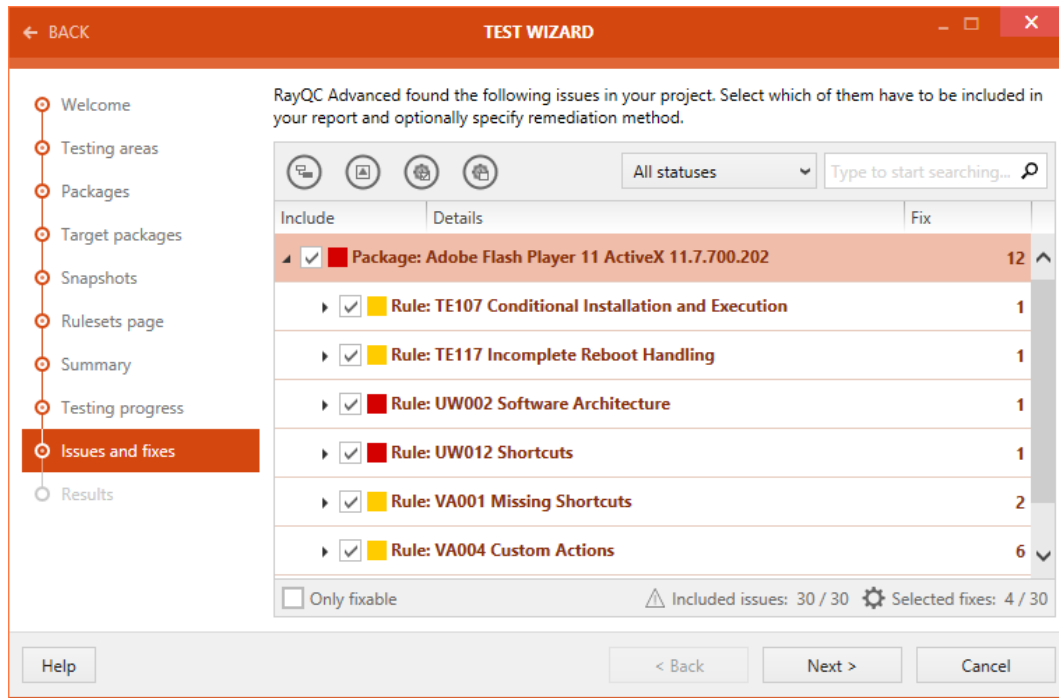 BACK
TEST WIZARD
Welcome
Testing areas
Packages
Target packages
Snapshots
Rulesets page
Summary
Testing progress
Issues and fixes
Results
RayQC Advanced found the following issues in your project. Select which of them have to be included in
your report and optionally specify remediation method.
All statuses
Type to start searching...
Include Details Fix
Package: Adobe Flash Player 11 ActiveX 11.7.700.202 12
Rule: TE107 Conditional Installation and Execution 1
Rule: TE117 Incomplete Reboot Handling 1
Rule: UW002 Software Architecture 1
Rule: UW012 Shortcuts 1
Rule: VA001 Missing Shortcuts 2
Rule: VA004 Custom Actions 6
Only fixable Included issues: 30 / 30 Selected fixes: 4 / 30
Help < Back Next > Cancel